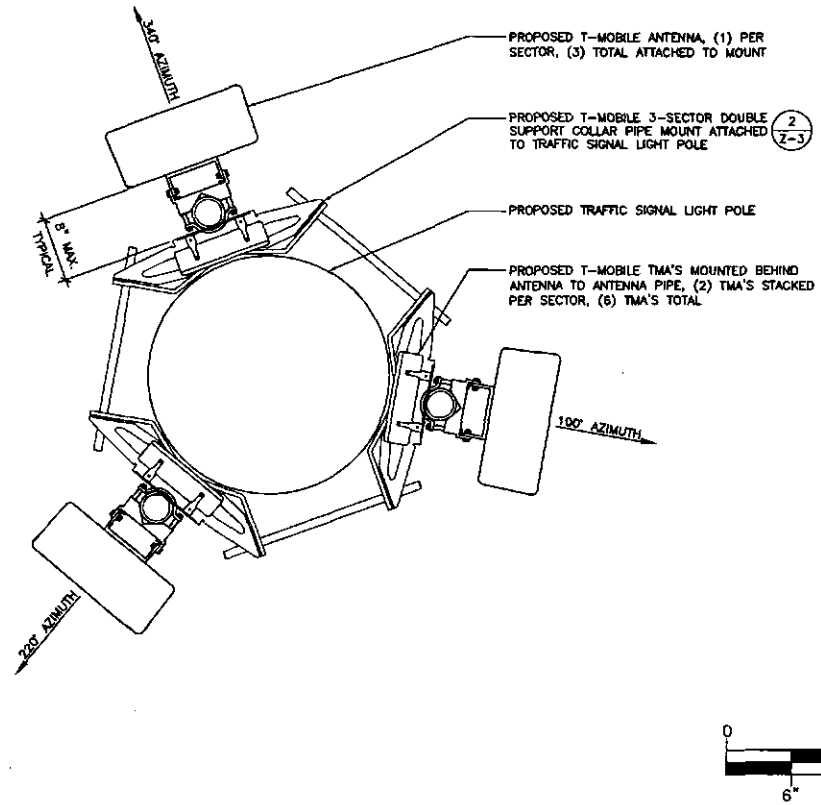 340° AZIMUTH
PROPOSED T-MOBILE ANTENNA, (1) PER
SECTOR, (3) TOTAL ATTACHED TO MOUNT
PROPOSED T-MOBILE 3-SECTOR DOUBLE
SUPPORT COLLAR PIPE MOUNT ATTACHED
TO TRAFFIC SIGNAL LIGHT POLE
2
Z-3
PROPOSED TRAFFIC SIGNAL LIGHT POLE
8" MAX.
TYPICAL
PROPOSED T-MOBILE TMA'S MOUNTED BEHIND
ANTENNA TO ANTENNA PIPE, (2) TMA'S STACKED
PER SECTOR, (6) TMA'S TOTAL
100° AZIMUTH
220° AZIMUTH
0
6"